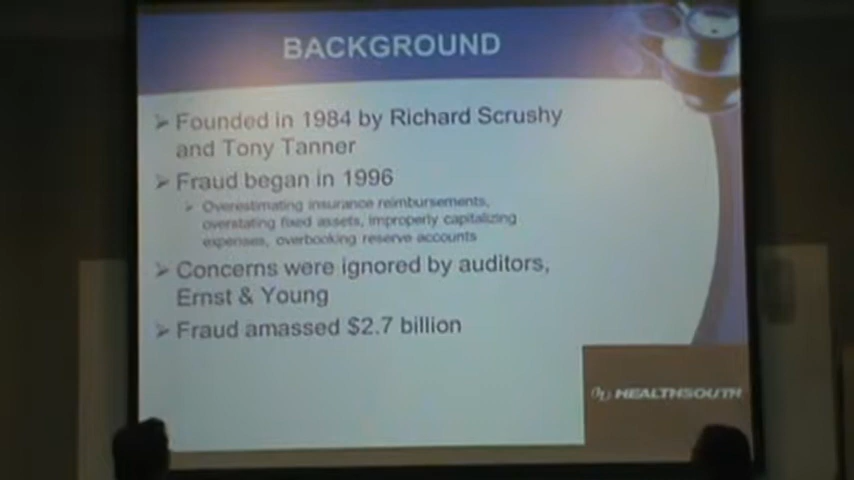 BACKGROUND
➢ Founded in 1984 by Richard Scrushy
and Tony Tanner
➢ Fraud began in 1996
➢ Overestimating insurance reimbursements,
overstating fixed assets, improperly capitalizing
expenses, overbooking reserve accounts
➢ Concerns were ignored by auditors,
Ernst & Young
➢ Fraud amassed $2.7 billion
HEALTHSOUTH